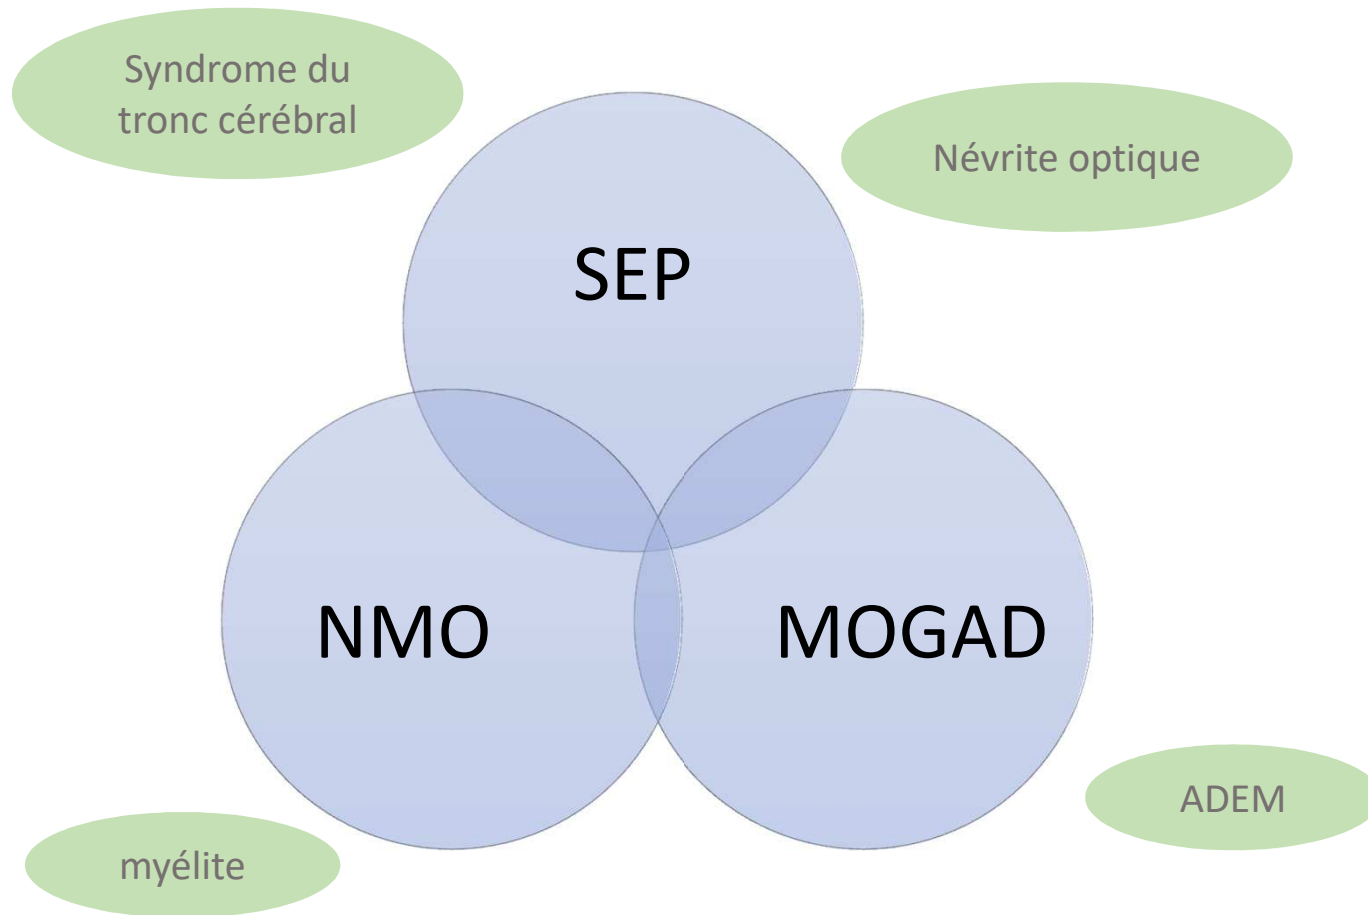 Syndrome du
tronc cérébral
Névrite optique
SEP
NMO
MOGAD
ADEM
myélite